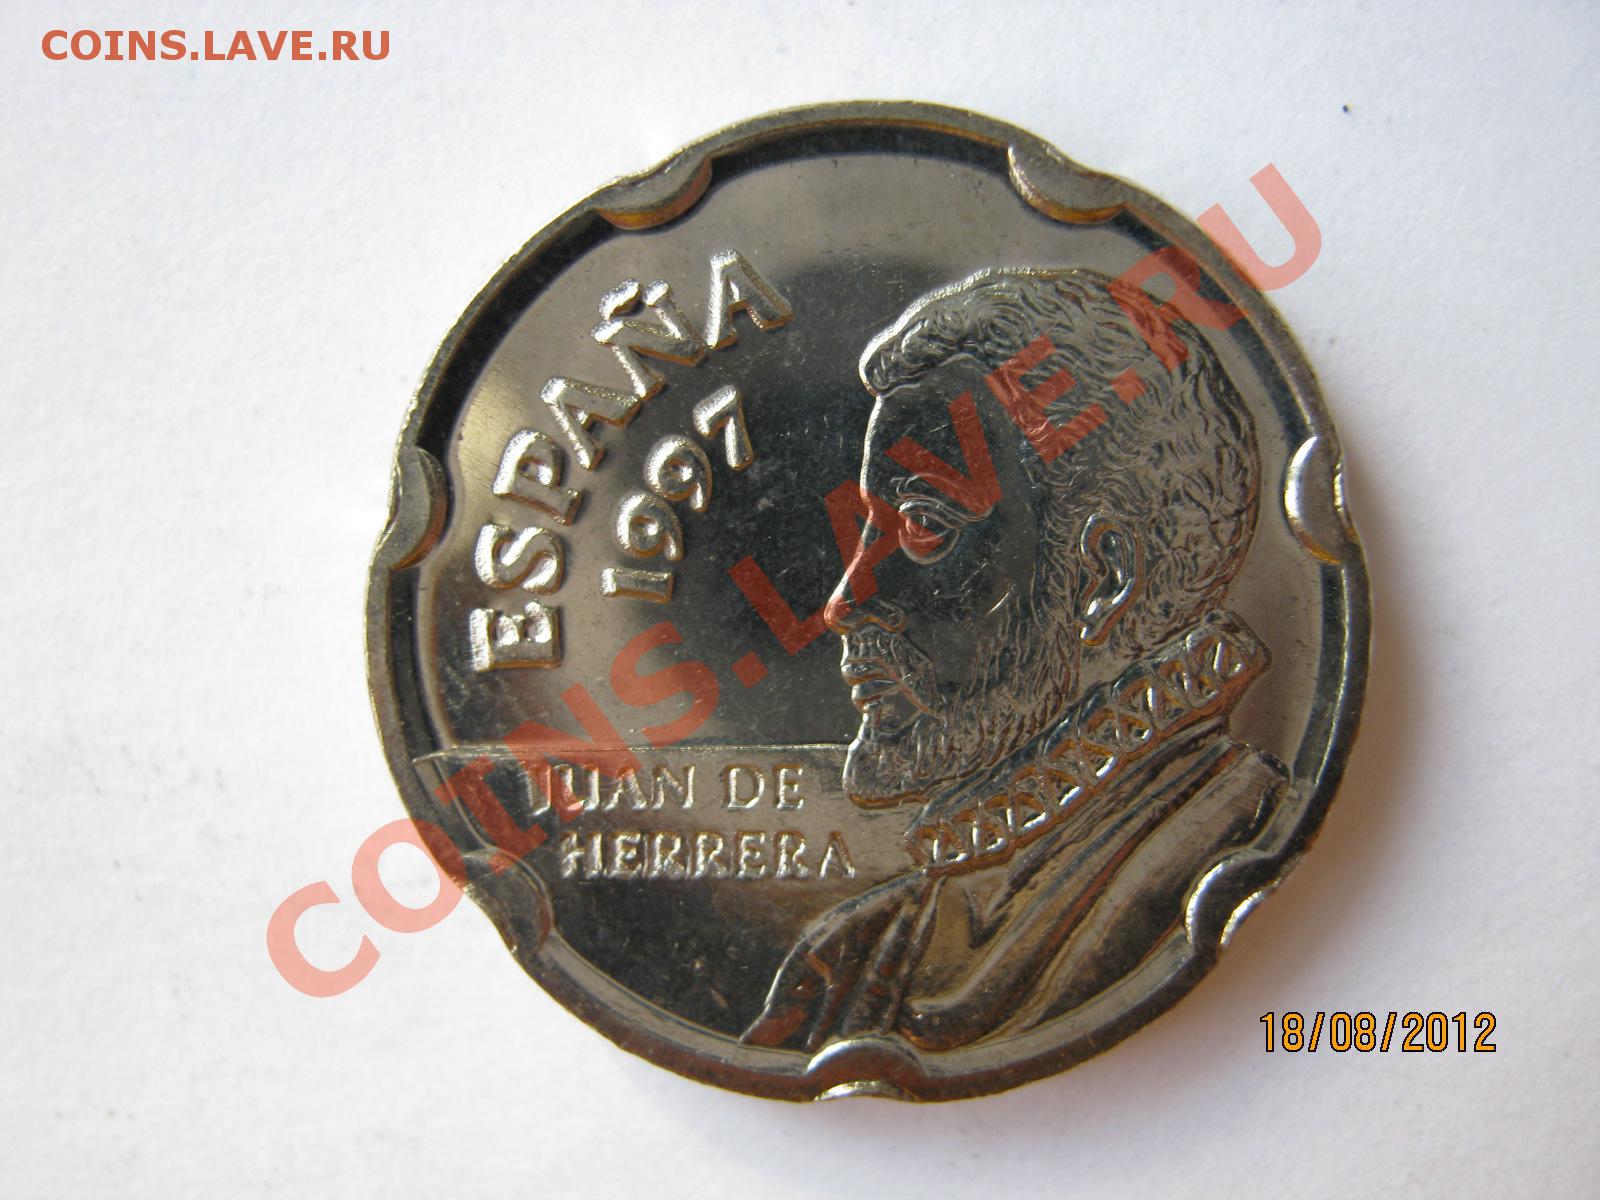 COINS.LAVE.RU
ESPAÑA
1997
JUAN DE
HERRERA
COINS.LAVE.RU
18/08/2012